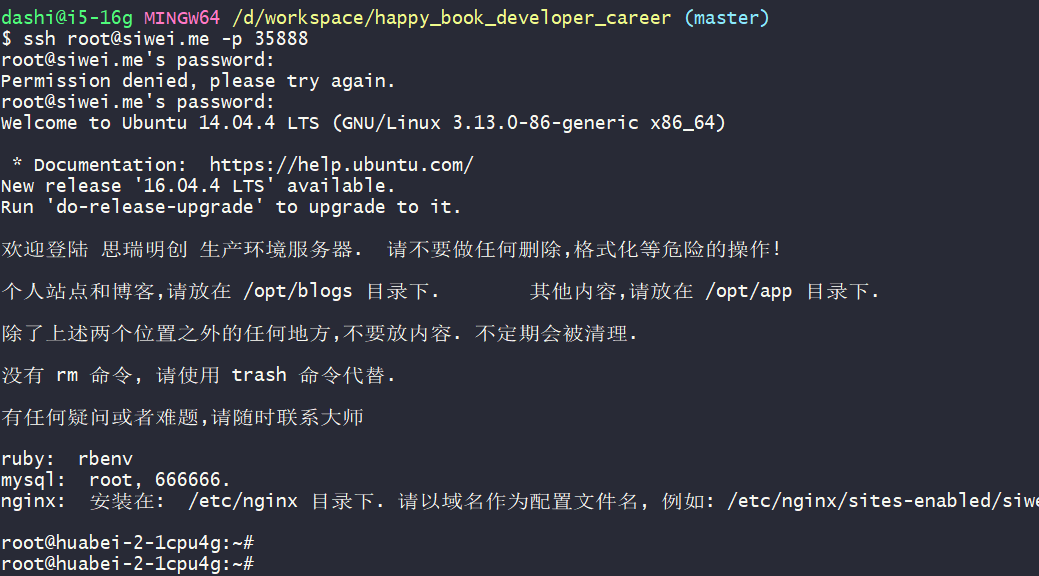 dashi@i5-16g MINGW64 /d/workspace/happy_book_developer_career (master)
$ ssh root@siwei.me -p 35888
root@siwei.me's password:
Permission denied, please try again.
root@siwei.me's password:
Welcome to Ubuntu 14.04.4 LTS (GNU/Linux 3.13.0-86-generic x86_64)
* Documentation:  https://help.ubuntu.com/
New release '16.04.4 LTS' available.
Run 'do-release-upgrade' to upgrade to it.
欢迎登陆 思瑞明创 生产环境服务器.  请不要做任何删除,格式化等危险的操作!
个人站点和博客,请放在 /opt/blogs 目录下.        其他内容,请放在 /opt/app 目录下.
除了上述两个位置之外的任何地方,不要放内容. 不定期会被清理.
没有 rm 命令, 请使用 trash 命令代替.
有任何疑问或者难题,请随时联系大师
ruby:  rbenv
mysql:  root, 666666.
nginx:  安装在:  /etc/nginx 目录下. 请以域名作为配置文件名, 例如: /etc/nginx/sites-enabled/siwe
root@huabei-2-1cpu4g:~#
root@huabei-2-1cpu4g:~#